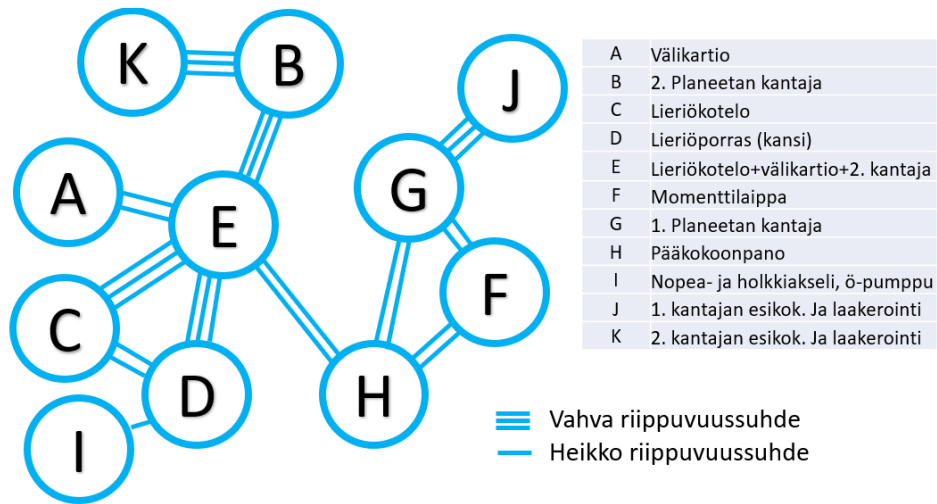 K
B
J
A
E
G
C
F
D
H
I
A Välikartio
B 2. Planeetan kantaja
C Lieriökotelo
D Lieriöporras (kansi)
E Lieriökotelo+välikartio+2. kantaja
F Momenttilaippa
G 1. Planeetan kantaja
H Pääkokoonpano
I Nopea- ja holkkiakseli, ö-pumppu
J 1. kantajan esikok. Ja laakerointi
K 2. kantajan esikok. Ja laakerointi
Vahva riippuvuussuhde
Heikko riippuvuussuhde